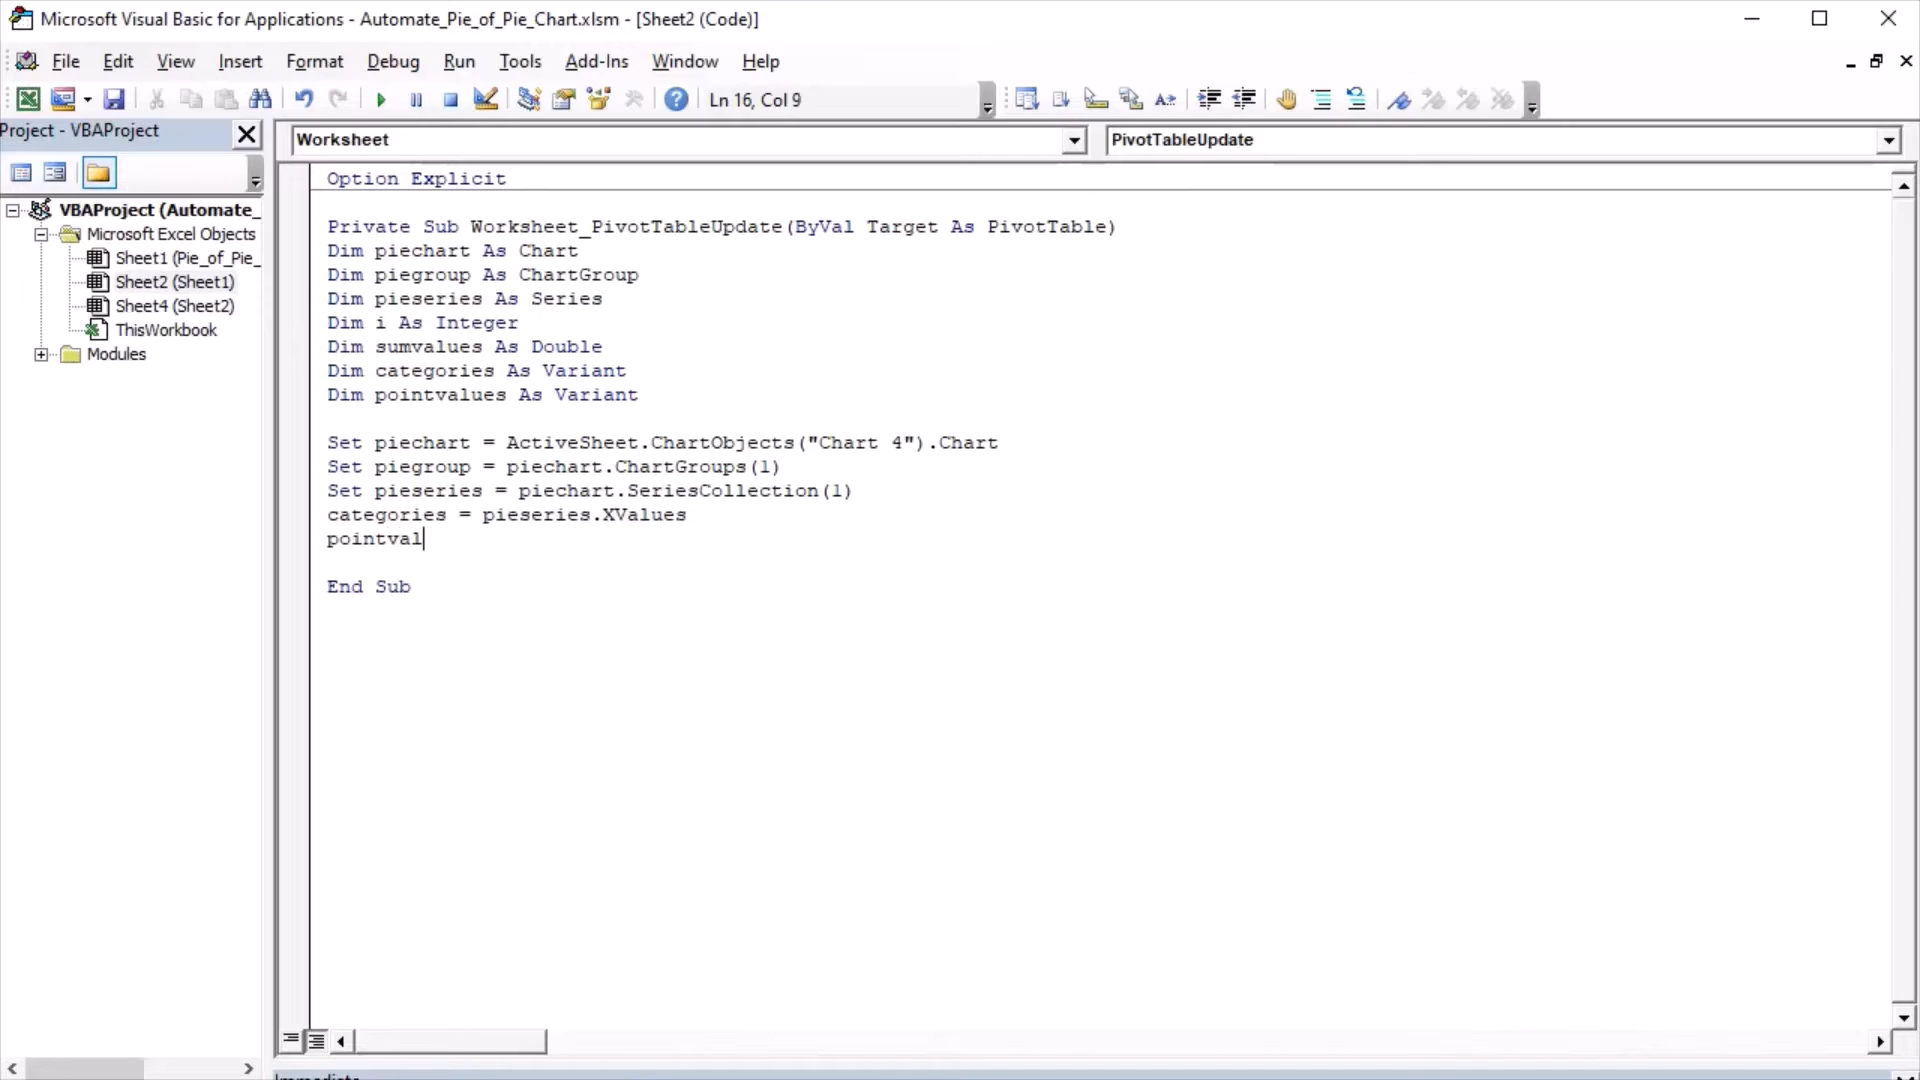 Microsoft Visual Basic for Applications - Automate_Pie_of_Pie_Chart.xlsm - [Sheet2 (Code)]
File Edit View Insert Format Debug Run Tools Add-Ins Window Help
Ln 16, Col 9
Project - VBAProject
Worksheet
PivotTableUpdate
VBAProject (Automate_
Microsoft Excel Objects
Sheet1 (Pie_of_Pie_
Sheet2 (Sheet1)
Sheet4 (Sheet2)
ThisWorkbook
Modules
Option Explicit
Private Sub Worksheet_PivotTableUpdate(ByVal Target As PivotTable)
Dim piechart As Chart
Dim piegroup As ChartGroup
Dim pieseries As Series
Dim i As Integer
Dim sumvalues As Double
Dim categories As Variant
Dim pointvalues As Variant
Set piechart = ActiveSheet.ChartObjects("Chart 4").Chart
Set piegroup = piechart.ChartGroups(1)
Set pieseries = piechart.SeriesCollection(1)
categories = pieseries.XValues
pointval
End Sub
Immediate